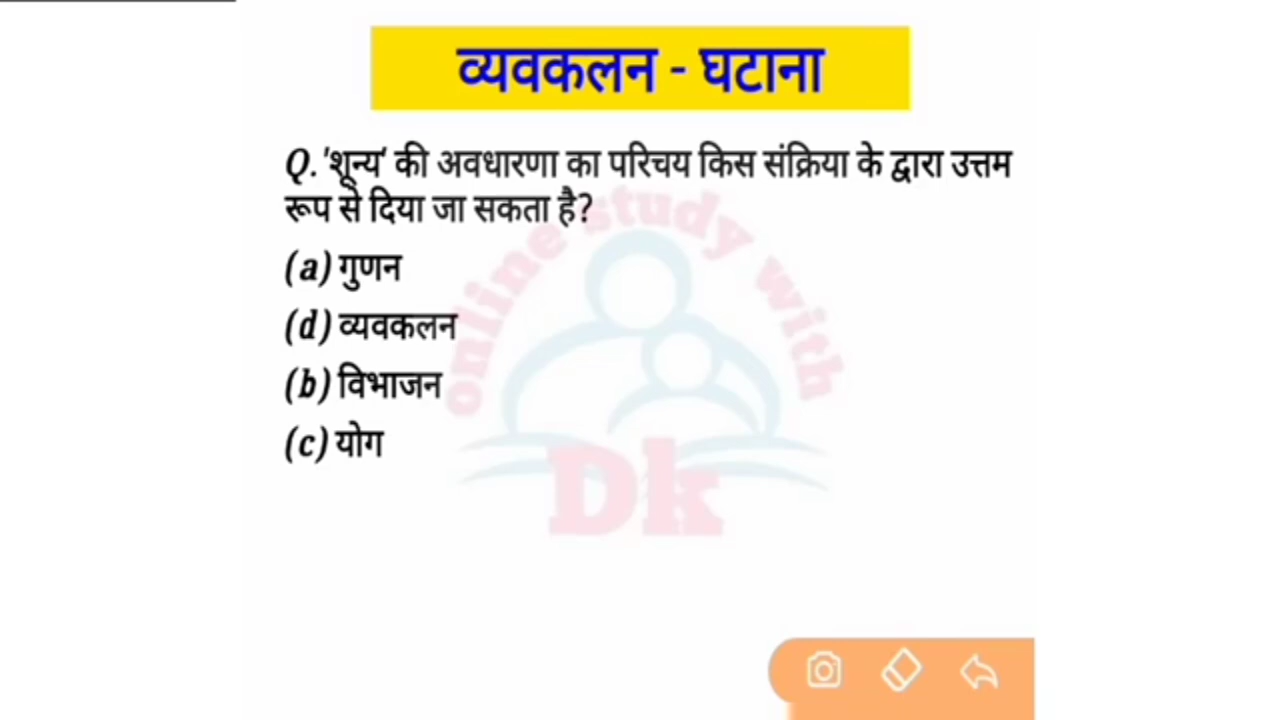 व्यवकलन - घटाना
Q. 'शून्य' की अवधारणा का परिचय किस संक्रिया के द्वारा उत्तम
रूप से दिया जा सकता है?
(a) गुणन
(d) व्यवकलन
(b) विभाजन
(c) योग
online study with
Dk